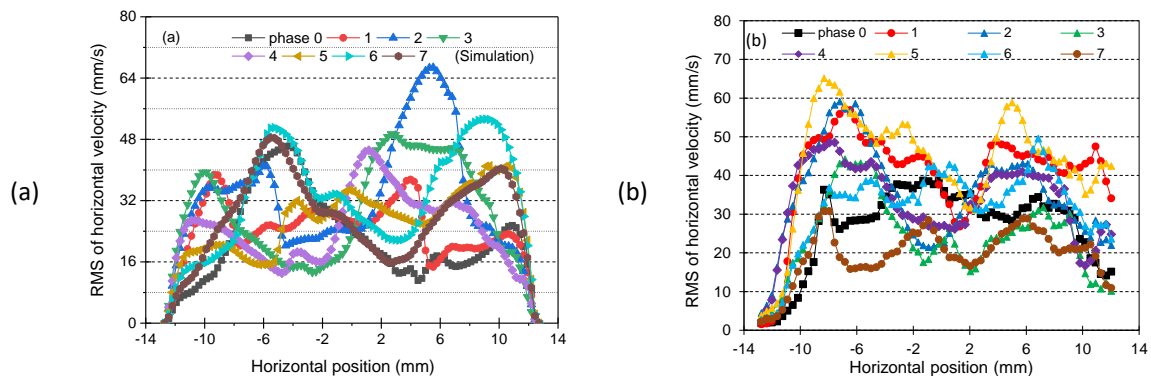 (a)
RMS of horizontal velocity (mm/s)
80
64
48
32
16
0
(a)
phase 0 1 2 3
4 5 6 7 (Simulation)
-14 -10 -6 -2 2 6 10 14
Horizontal position (mm)
(b)
RMS of horizontal velocity (mm/s)
80
70
60
50
40
30
20
10
0
(b)
phase 0 1 2 3
4 5 6 7
-14 -10 -6 -2 2 6 10 14
Horizontal position (mm)